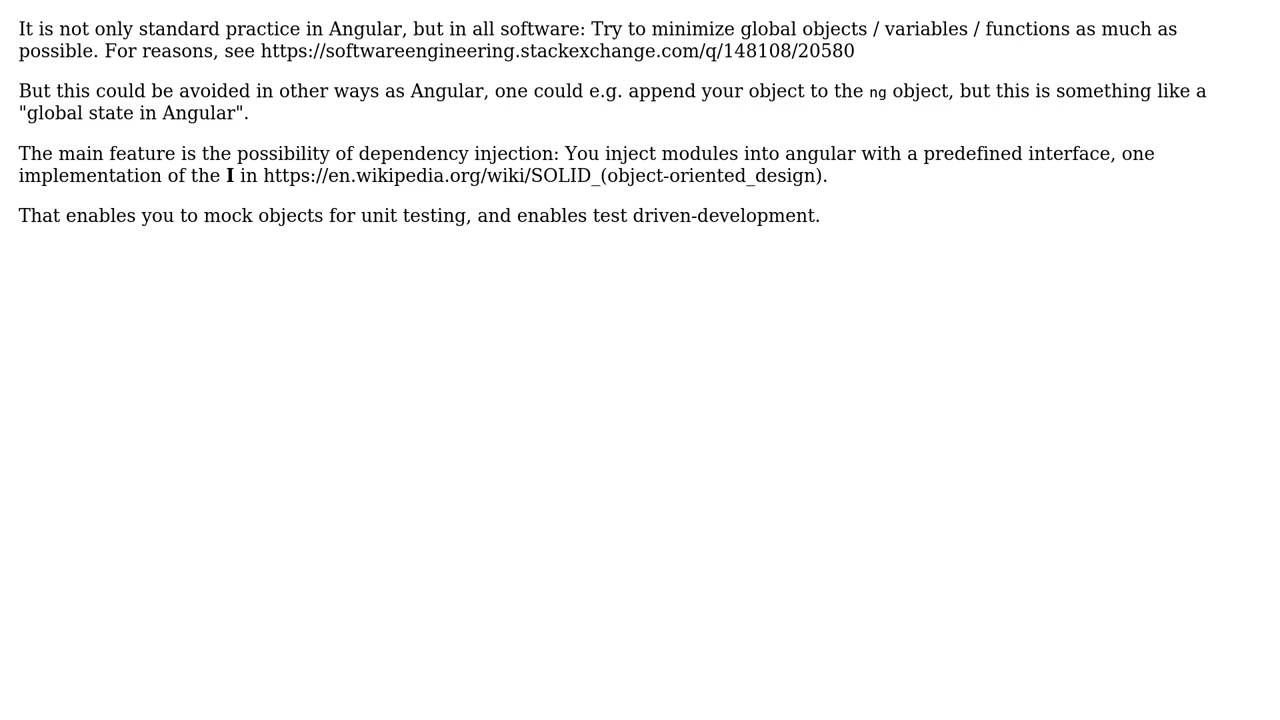 It is not only standard practice in Angular, but in all software: Try to minimize global objects / variables / functions as much as
possible. For reasons, see https://softwareengineering.stackexchange.com/q/148108/20580
But this could be avoided in other ways as Angular, one could e.g. append your object to the ng object, but this is something like a
"global state in Angular".
The main feature is the possibility of dependency injection: You inject modules into angular with a predefined interface, one
implementation of the I in https://en.wikipedia.org/wiki/SOLID_(object-oriented_design).
That enables you to mock objects for unit testing, and enables test driven-development.